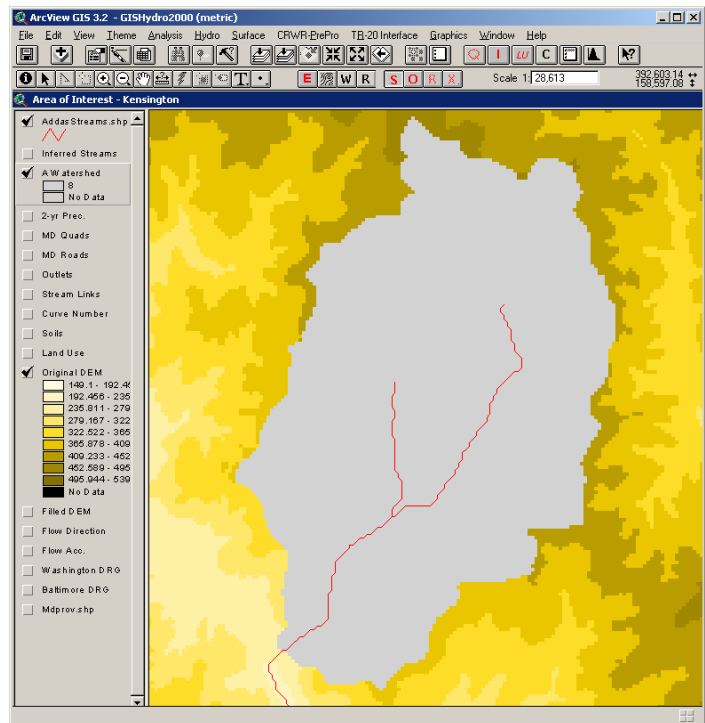 ArcView GIS 3.2 - GISHydro2000 (metric)
File Edit View Theme Analysis Hydro Surface CRWR-PrePro TR-20 Interface Graphics Window Help
Q I LU C
T E W R S O R X Scale 1: 28,613 392,603.14
158,597.08
Area of Interest - Kensington
AddasStreams.shp
Inferred Streams
A Watershed
8
No Data
2-yr Prec.
MD Quads
MD Roads
Outlets
Stream Links
Curve Number
Soils
Land Use
Original DEM
149.1 - 192.4
192.456 - 235
235.811 - 279
279.167 - 322
322.522 - 365
365.878 - 409
409.233 - 452
452.589 - 495
495.944 - 539
No Data
Filled DEM
Flow Direction
Flow Acc.
Washington DRG
Baltimore DRG
Mdprov.shp